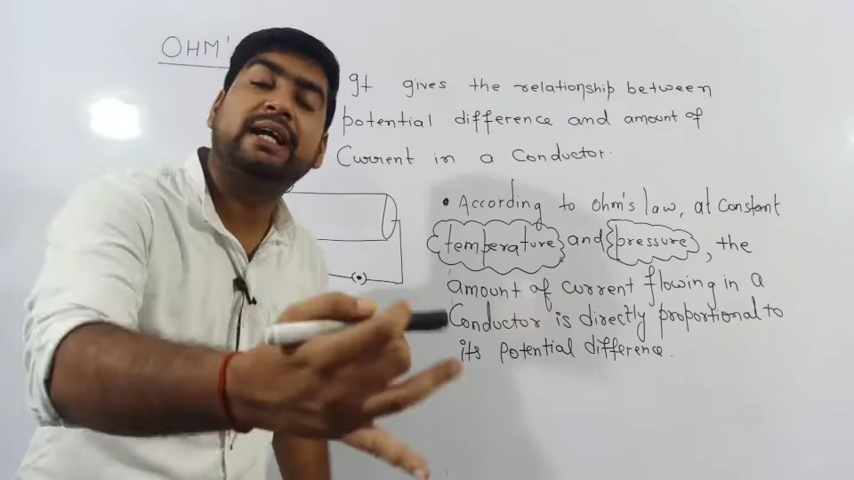 OHM'
It gives the relationship between
potential difference and amount of
Current in a Conductor.
• According to ohm's law, at Constant
temperature and pressure, the
amount of current flowing in a
Conductor is directly proportional to
its potential difference.